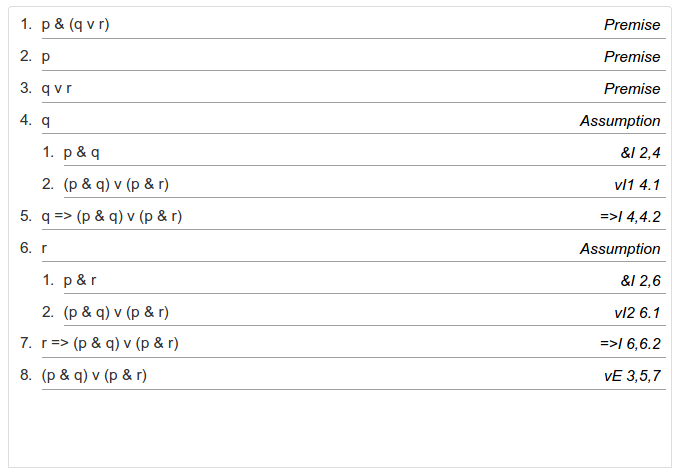 1. p & (q v r) Premise
2. p Premise
3. q v r Premise
4. q Assumption
1. p & q &I 2,4
2. (p & q) v (p & r) vI1 4.1
5. q => (p & q) v (p & r) =>I 4,4.2
6. r Assumption
1. p & r &I 2,6
2. (p & q) v (p & r) vI2 6.1
7. r => (p & q) v (p & r) =>I 6,6.2
8. (p & q) v (p & r) vE 3,5,7